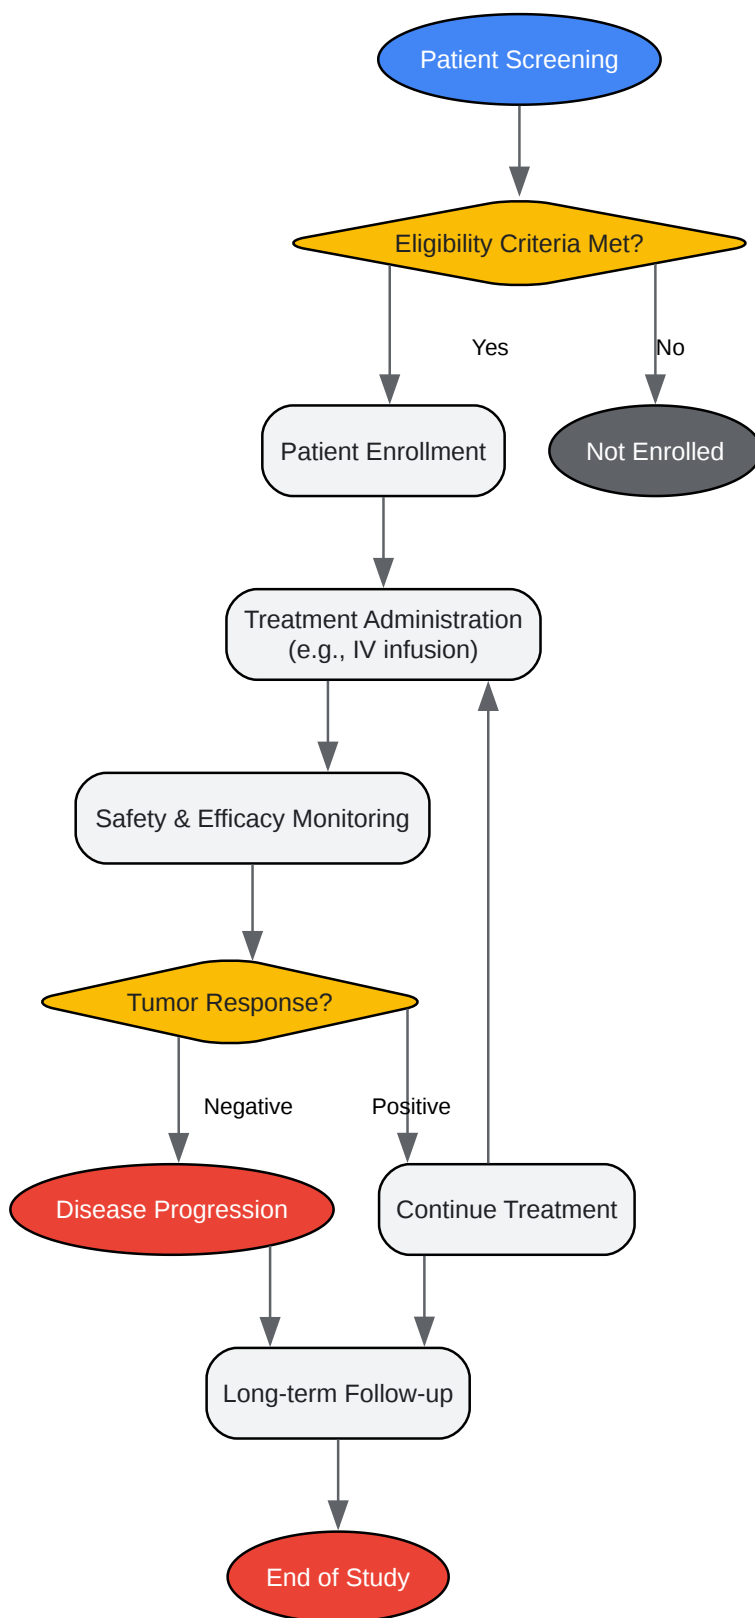 Patient Screening
Eligibility Criteria Met?
Yes
No
Patient Enrollment
Not Enrolled
Treatment Administration
(e.g., IV infusion)
Safety & Efficacy Monitoring
Tumor Response?
Negative
Positive
Disease Progression
Continue Treatment
Long-term Follow-up
End of Study